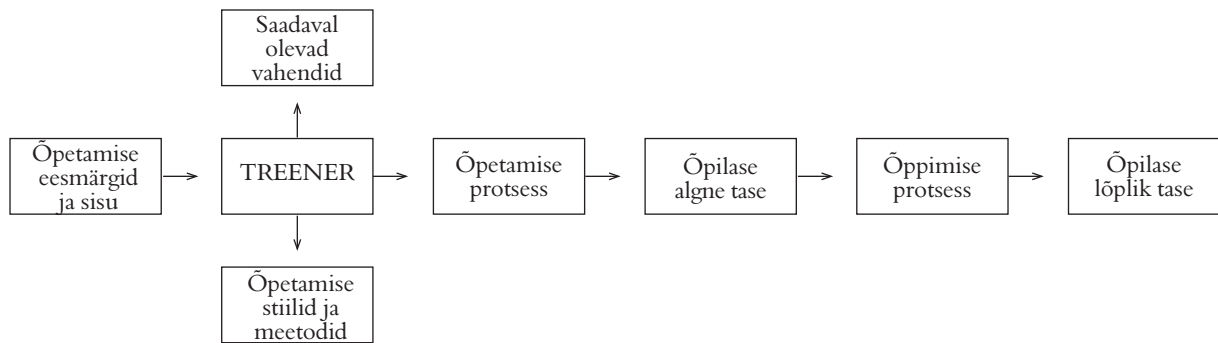 Saadaval
olevad
vahendid
Õpetamise
eesmärgid
ja sisu
TREENER
Õpetamise
protsess
Õpilase
algne tase
Õppimise
protsess
Õpilase
lõplik tase
Õpetamise
stiilid ja
meetodid